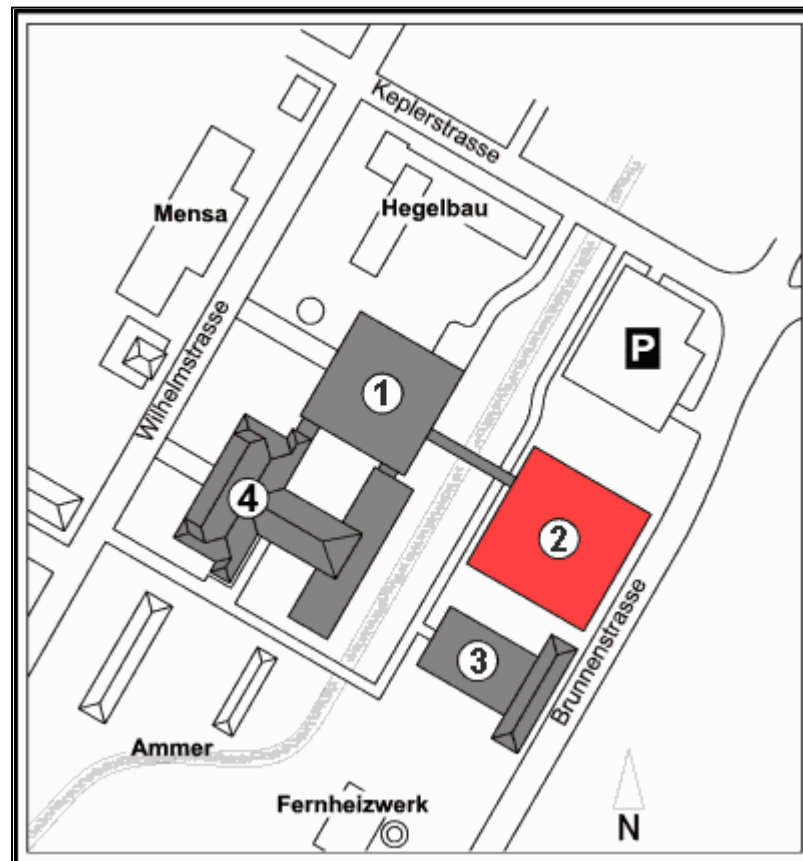 Keplerstrasse
Mensa
Hegelbau
Wilhelmstrasse
P
1
4
2
3
Brunnenstrasse
Ammer
Fernheizwerk
N